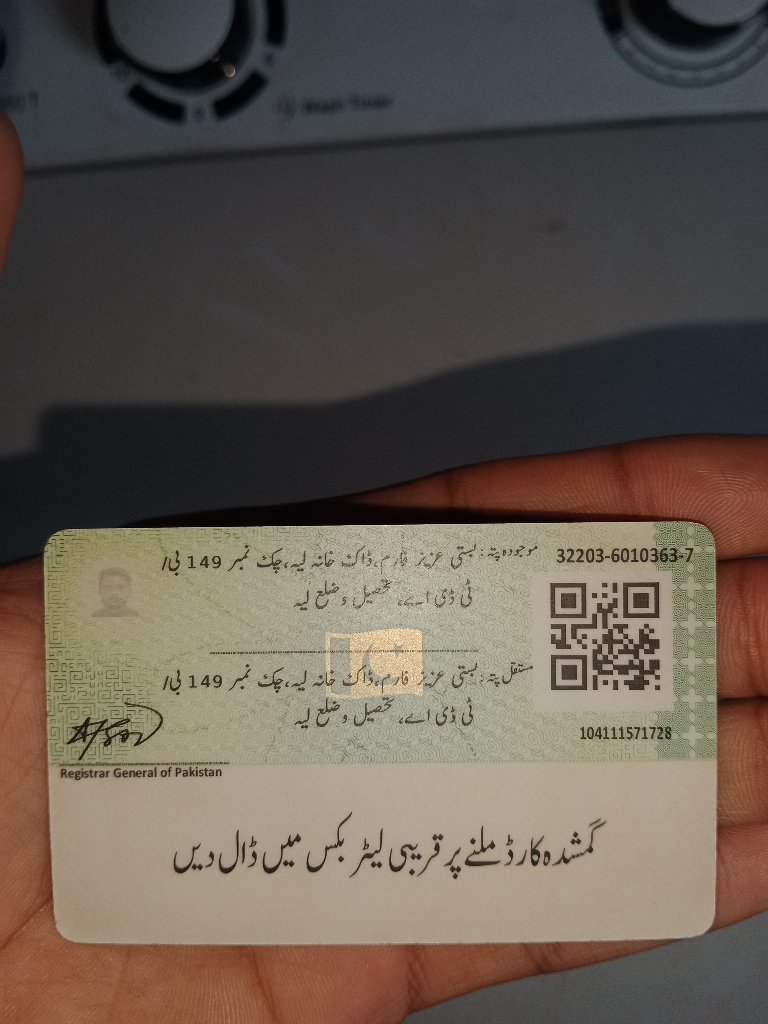 Wash Timer
موجودہ پتہ: بستی عزیز فارم، ڈاک خانہ لیہ، چک نمبر 149 بی/
ٹی ڈی اے، تحصیل و ضلع لیہ
32203-6010363-7
مستقل پتہ: بستی عزیز فارم، ڈاک خانہ لیہ، چک نمبر 149 بی/
ٹی ڈی اے، تحصیل و ضلع لیہ
104111571728
Registrar General of Pakistan
گمشدہ کارڈ ملنے پر قریبی لیٹر بکس میں ڈال دیں